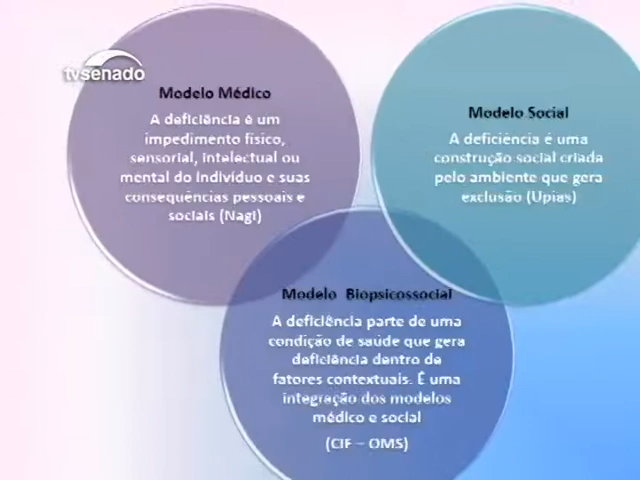 tvsenado
Modelo Médico
A deficiência é um
impedimento físico,
sensorial, intelectual ou
mental do indivíduo e suas
consequências pessoais e
sociais (Nagi)
Modelo Social
A deficiência é uma
construção social criada
pelo ambiente que gera
exclusão (Upias)
Modelo Biopsicossocial
A deficiência parte de uma
condição de saúde que gera
deficiência dentro de
fatores contextuais. É uma
integração dos modelos
médico e social
(CIF – OMS)